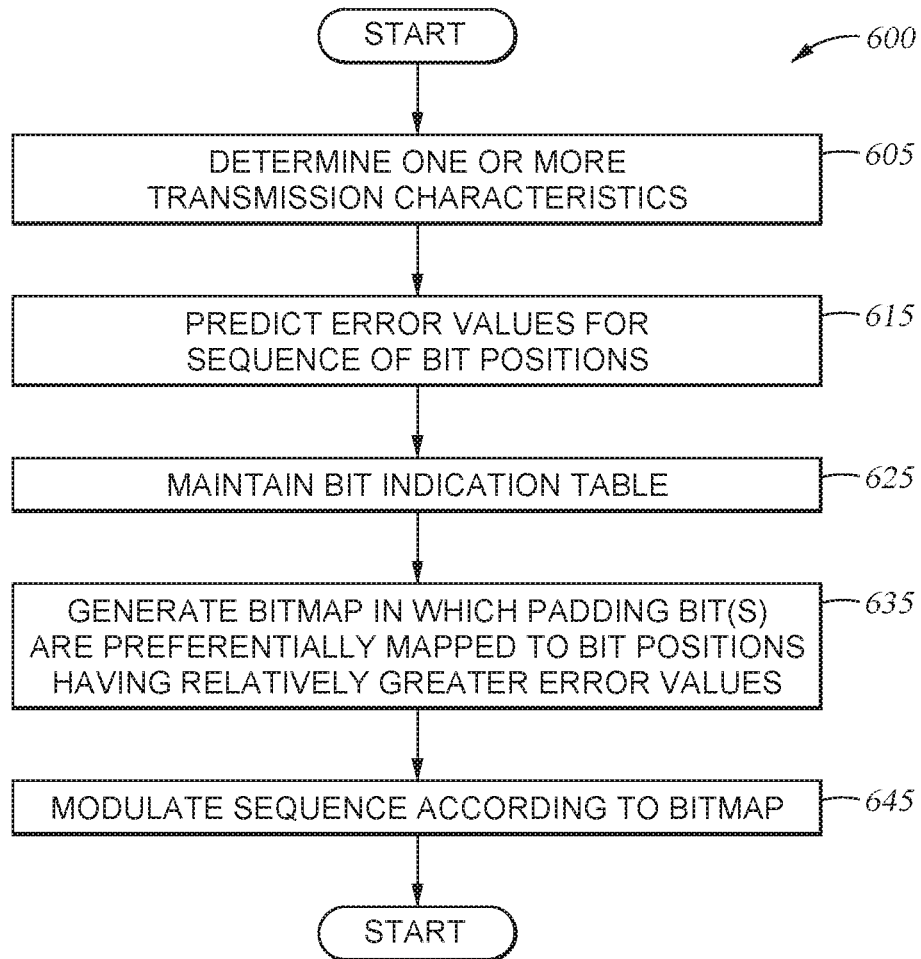 START
600
DETERMINE ONE OR MORE
TRANSMISSION CHARACTERISTICS
605
PREDICT ERROR VALUES FOR
SEQUENCE OF BIT POSITIONS
615
MAINTAIN BIT INDICATION TABLE
625
GENERATE BITMAP IN WHICH PADDING BIT(S)
ARE PREFERENTIALLY MAPPED TO BIT POSITIONS
HAVING RELATIVELY GREATER ERROR VALUES
635
MODULATE SEQUENCE ACCORDING TO BITMAP
645
START